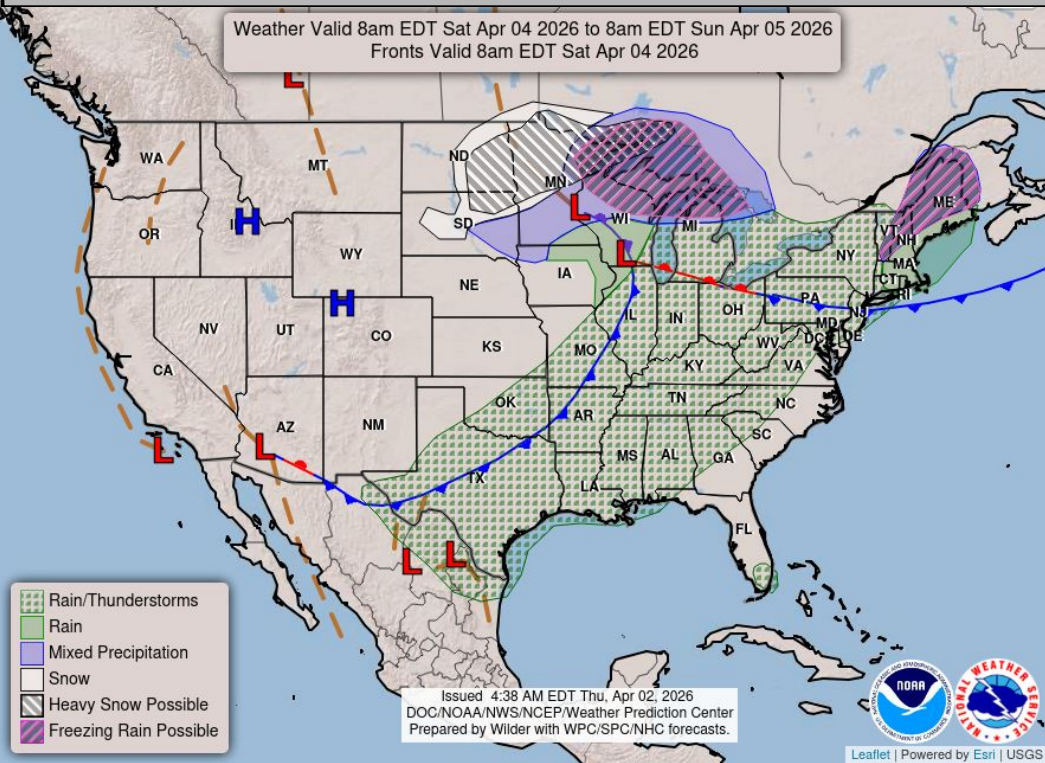 Weather Valid 8am EDT Sat Apr 04 2026 to 8am EDT Sun Apr 05 2026
Fronts Valid 8am EDT Sat Apr 04 2026
L
WA
MT
ND
MN
ME
OR
H
SD
L
WI
MI
VT
NH
WY
L
NY
MA
IA
CT
RI
NE
H
PA
NV
UT
CO
IL
IN
OH
NJ
MD
DC
DE
KS
MO
WV
VA
CA
KY
OK
TN
NC
AZ
NM
AR
SC
L
L
MS
AL
GA
TX
LA
FL
L
L
Rain/Thunderstorms
Rain
Mixed Precipitation
Snow
Heavy Snow Possible
Freezing Rain Possible
Issued 4:38 AM EDT Thu, Apr 02, 2026
DOC/NOAA/NWS/NCEP/Weather Prediction Center
Prepared by Wilder with WPC/SPC/NHC forecasts.
NOAA
NATIONAL WEATHER SERVICE
Leaflet | Powered by Esri | USGS